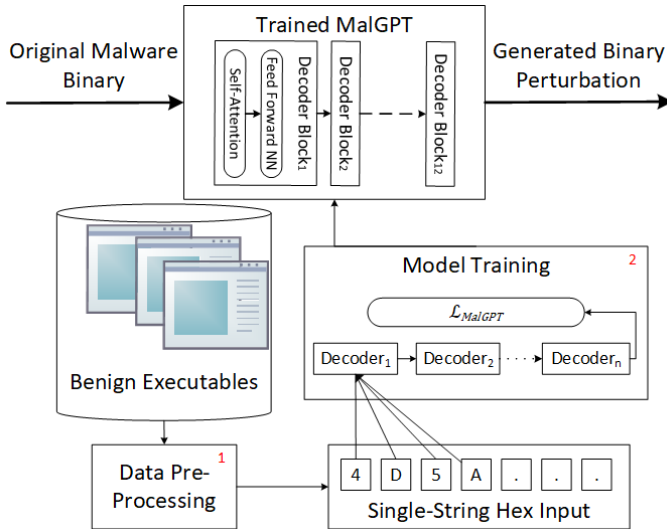 Trained MalGPT
Original Malware
Binary
Self-Attention
Feed Forward NN
Decoder Block₁
Decoder Block₂
Decoder Block₁₂
Generated Binary
Perturbation
Benign Executables
Model Training
2
ℒMalGPT
Decoder₁
Decoder₂
Decoderₙ
1
Data Pre-
Processing
4 D 5 A . . .
Single-String Hex Input